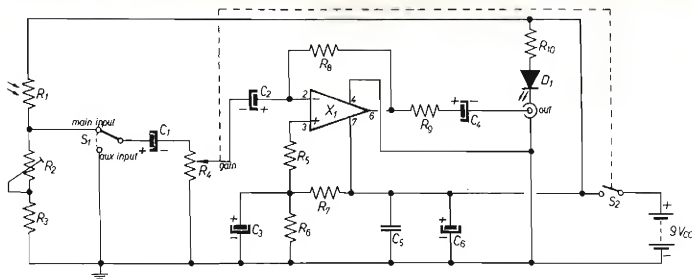 R10
R8
R1
C2
D1
2
-
4
X1
6
main input
+
7
3
R9
+
-
C4
out
C1
S1
+
-
aux input
R4
gain
R2
R5
R7
S2
+
9 Vcc
-
R3
+
-
C3
R6
C5
+
-
C6